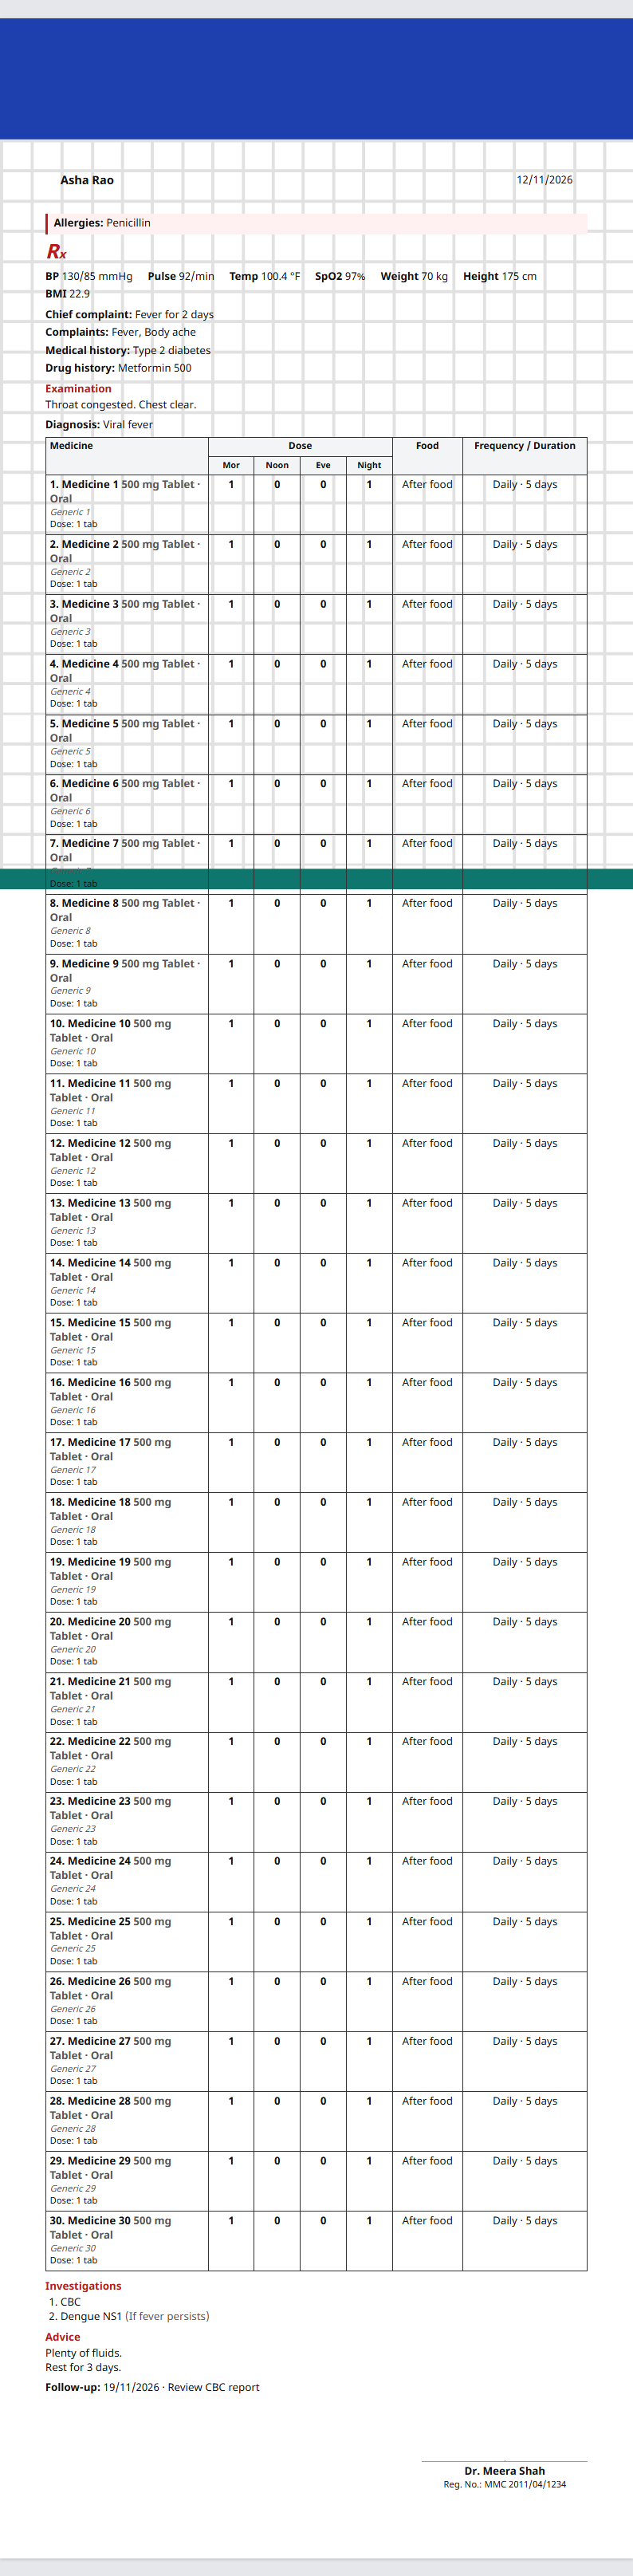 Asha Rao 12/11/2026
Allergies: Penicillin
Rx
BP 130/85 mmHg Pulse 92/min Temp 100.4 °F SpO2 97% Weight 70 kg Height 175 cm
BMI 22.9
Chief complaint: Fever for 2 days
Complaints: Fever, Body ache
Medical history: Type 2 diabetes
Drug history: Metformin 500
Examination
Throat congested. Chest clear.
Diagnosis: Viral fever
Medicine Dose Food Frequency / Duration
Mor Noon Eve Night
1. Medicine 1 500 mg Tablet · 1 0 0 1 After food Daily · 5 days
Oral
Generic 1
Dose: 1 tab
2. Medicine 2 500 mg Tablet · 1 0 0 1 After food Daily · 5 days
Oral
Generic 2
Dose: 1 tab
3. Medicine 3 500 mg Tablet · 1 0 0 1 After food Daily · 5 days
Oral
Generic 3
Dose: 1 tab
4. Medicine 4 500 mg Tablet · 1 0 0 1 After food Daily · 5 days
Oral
Generic 4
Dose: 1 tab
5. Medicine 5 500 mg Tablet · 1 0 0 1 After food Daily · 5 days
Oral
Generic 5
Dose: 1 tab
6. Medicine 6 500 mg Tablet · 1 0 0 1 After food Daily · 5 days
Oral
Generic 6
Dose: 1 tab
7. Medicine 7 500 mg Tablet · 1 0 0 1 After food Daily · 5 days
Oral
Dose: 1 tab
8. Medicine 8 500 mg Tablet · 1 0 0 1 After food Daily · 5 days
Oral
Generic 8
Dose: 1 tab
9. Medicine 9 500 mg Tablet · 1 0 0 1 After food Daily · 5 days
Oral
Generic 9
Dose: 1 tab
10. Medicine 10 500 mg 1 0 0 1 After food Daily · 5 days
Tablet · Oral
Generic 10
Dose: 1 tab
11. Medicine 11 500 mg 1 0 0 1 After food Daily · 5 days
Tablet · Oral
Generic 11
Dose: 1 tab
12. Medicine 12 500 mg 1 0 0 1 After food Daily · 5 days
Tablet · Oral
Generic 12
Dose: 1 tab
13. Medicine 13 500 mg 1 0 0 1 After food Daily · 5 days
Tablet · Oral
Generic 13
Dose: 1 tab
14. Medicine 14 500 mg 1 0 0 1 After food Daily · 5 days
Tablet · Oral
Generic 14
Dose: 1 tab
15. Medicine 15 500 mg 1 0 0 1 After food Daily · 5 days
Tablet · Oral
Generic 15
Dose: 1 tab
16. Medicine 16 500 mg 1 0 0 1 After food Daily · 5 days
Tablet · Oral
Generic 16
Dose: 1 tab
17. Medicine 17 500 mg 1 0 0 1 After food Daily · 5 days
Tablet · Oral
Generic 17
Dose: 1 tab
18. Medicine 18 500 mg 1 0 0 1 After food Daily · 5 days
Tablet · Oral
Generic 18
Dose: 1 tab
19. Medicine 19 500 mg 1 0 0 1 After food Daily · 5 days
Tablet · Oral
Generic 19
Dose: 1 tab
20. Medicine 20 500 mg 1 0 0 1 After food Daily · 5 days
Tablet · Oral
Generic 20
Dose: 1 tab
21. Medicine 21 500 mg 1 0 0 1 After food Daily · 5 days
Tablet · Oral
Generic 21
Dose: 1 tab
22. Medicine 22 500 mg 1 0 0 1 After food Daily · 5 days
Tablet · Oral
Generic 22
Dose: 1 tab
23. Medicine 23 500 mg 1 0 0 1 After food Daily · 5 days
Tablet · Oral
Generic 23
Dose: 1 tab
24. Medicine 24 500 mg 1 0 0 1 After food Daily · 5 days
Tablet · Oral
Generic 24
Dose: 1 tab
25. Medicine 25 500 mg 1 0 0 1 After food Daily · 5 days
Tablet · Oral
Generic 25
Dose: 1 tab
26. Medicine 26 500 mg 1 0 0 1 After food Daily · 5 days
Tablet · Oral
Generic 26
Dose: 1 tab
27. Medicine 27 500 mg 1 0 0 1 After food Daily · 5 days
Tablet · Oral
Generic 27
Dose: 1 tab
28. Medicine 28 500 mg 1 0 0 1 After food Daily · 5 days
Tablet · Oral
Generic 28
Dose: 1 tab
29. Medicine 29 500 mg 1 0 0 1 After food Daily · 5 days
Tablet · Oral
Generic 29
Dose: 1 tab
30. Medicine 30 500 mg 1 0 0 1 After food Daily · 5 days
Tablet · Oral
Generic 30
Dose: 1 tab
Investigations
1. CBC
2. Dengue NS1 (If fever persists)
Advice
Plenty of fluids.
Rest for 3 days.
Follow-up: 19/11/2026 · Review CBC report
Dr. Meera Shah
Reg. No.: MMC 2011/04/1234